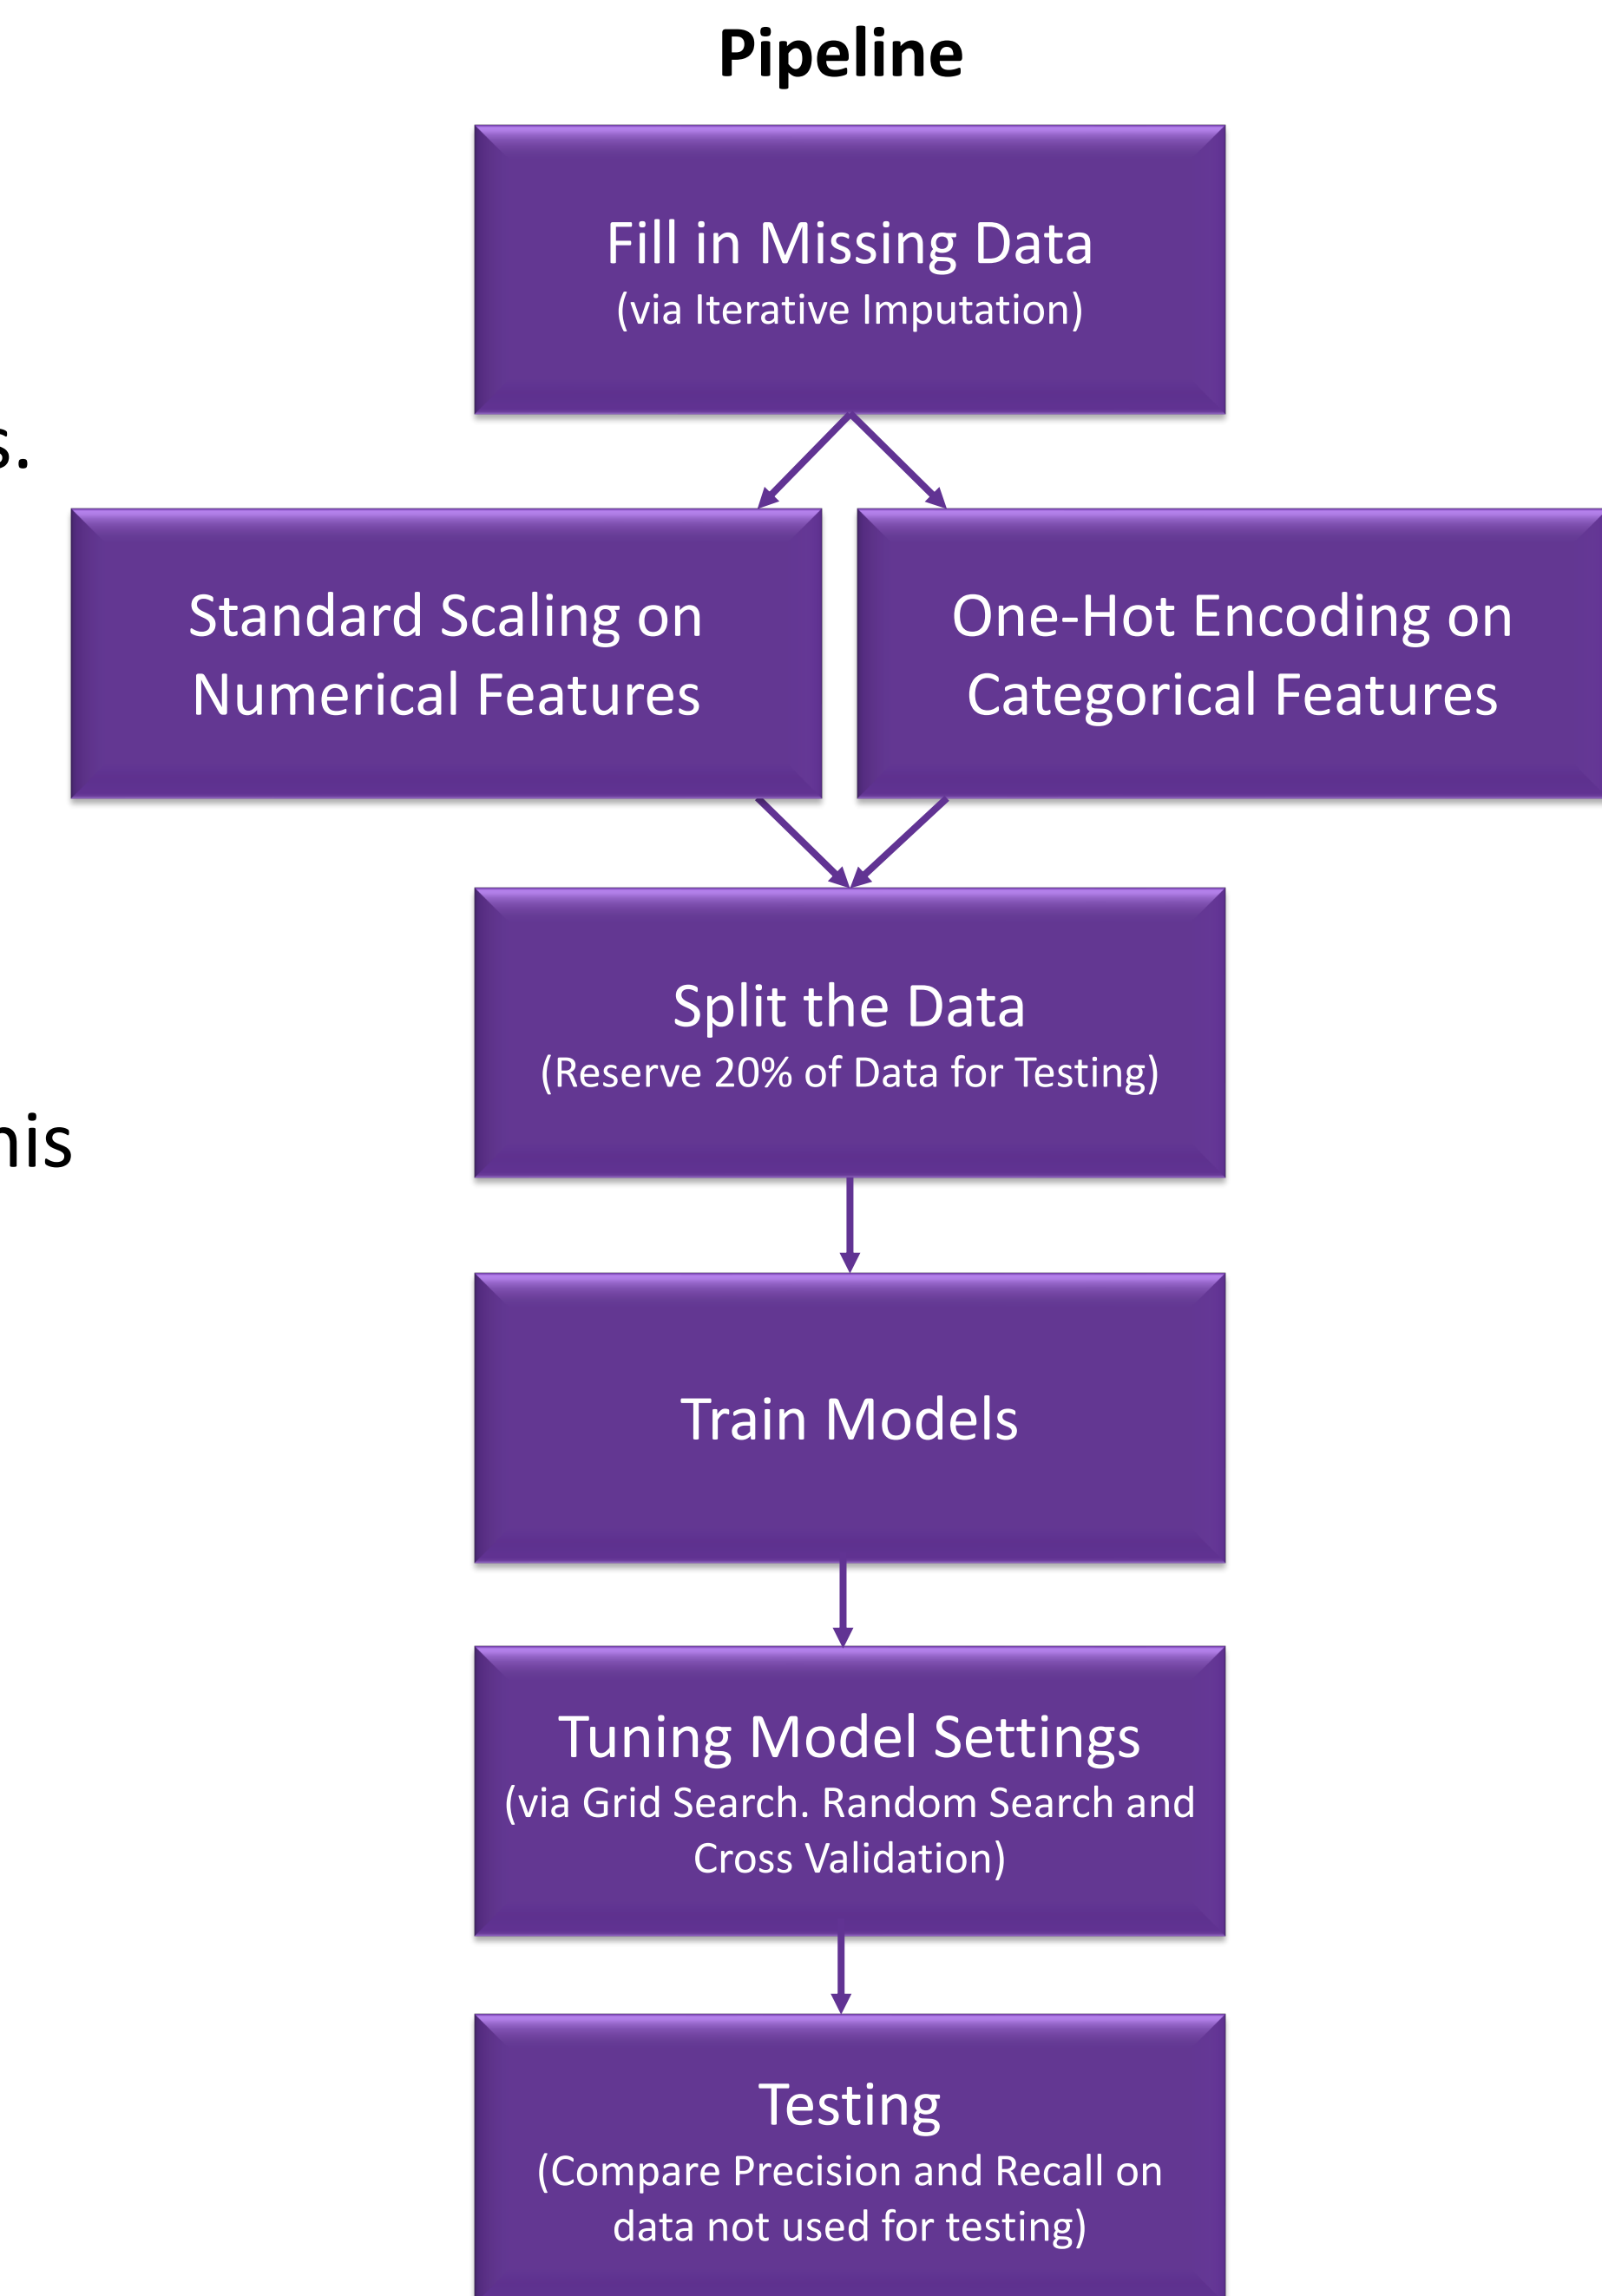 Pipeline
Fill in Missing Data
(via Iterative Imputation)
s.
Standard Scaling on
Numerical Features
One-Hot Encoding on
Categorical Features
Split the Data
(Reserve 20% of Data for Testing)
nis
Train Models
Tuning Model Settings
(via Grid Search. Random Search and
Cross Validation)
Testing
(Compare Precision and Recall on
data not used for testing)